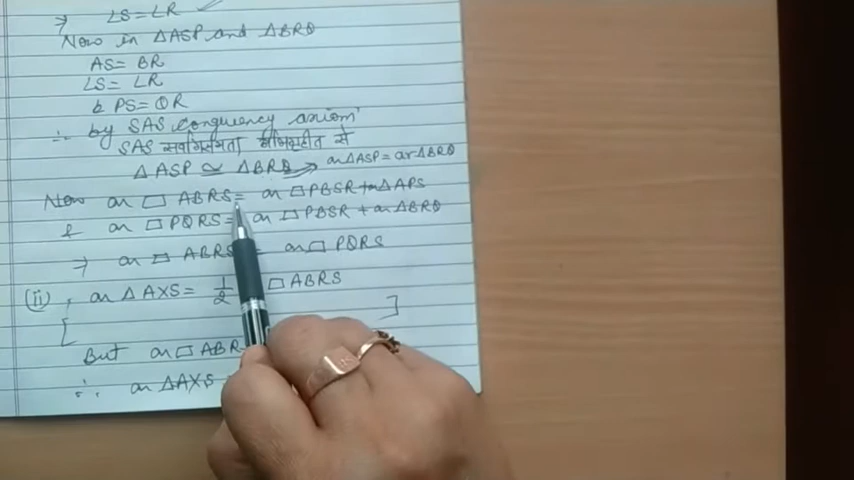 ⇒ ∠S = ∠R
Now in ΔASP and ΔBRQ
AS = BR
∠S = ∠R
& PS = QR
∴ by SAS congruency axiom
SAS सर्वांगसमता अभिगृहीत से
ΔASP ≅ ΔBRQ → ar ΔASP = ar ΔBRQ
Now ar □ ABRS = ar □ PBSR + ar ΔAPS
& ar □ PQRS = ar □ PBSR + ar ΔBRQ
⇒ ar □ ABRS = ar □ PQRS
(ii), ar ΔAXS = 1/2 □ ABRS
[ ]
But ar □ ABR
∴ ar ΔAXS =